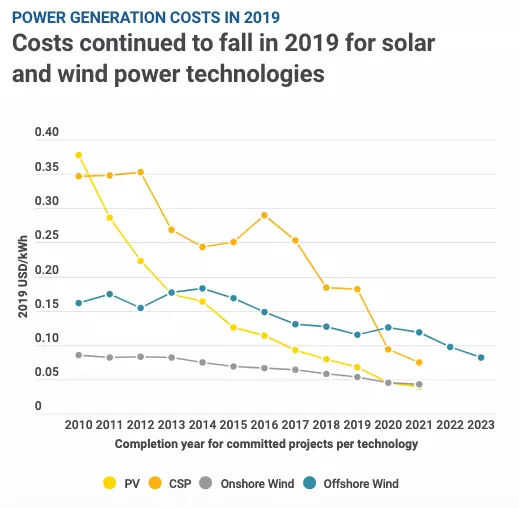 POWER GENERATION COSTS IN 2019
Costs continued to fall in 2019 for solar
and wind power technologies
0.40
0.35
0.30
0.25
0.20
0.15
0.10
0.05
0
2019 USD/kWh
2010 2011 2012 2013 2014 2015 2016 2017 2018 2019 2020 2021 2022 2023
Completion year for committed projects per technology
PV CSP Onshore Wind Offshore Wind